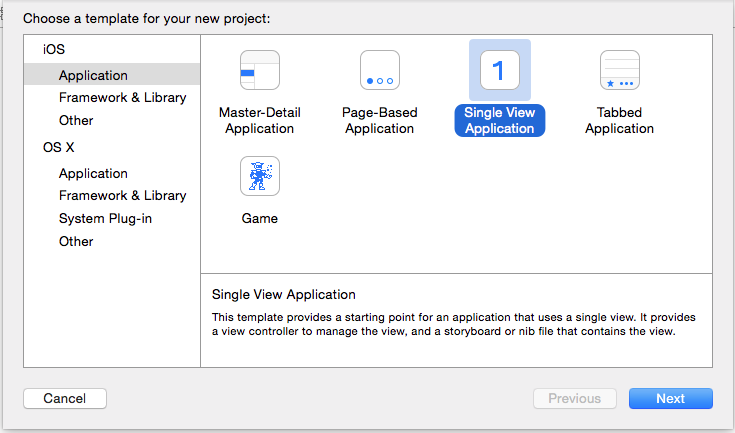 Choose a template for your new project:
iOS
Application
Framework & Library
Other
OS X
Application
Framework & Library
System Plug-in
Other
Master-Detail
Application
Page-Based
Application
1
Single View
Application
Tabbed
Application
Game
Single View Application
This template provides a starting point for an application that uses a single view. It provides
a view controller to manage the view, and a storyboard or nib file that contains the view.
Cancel
Previous
Next